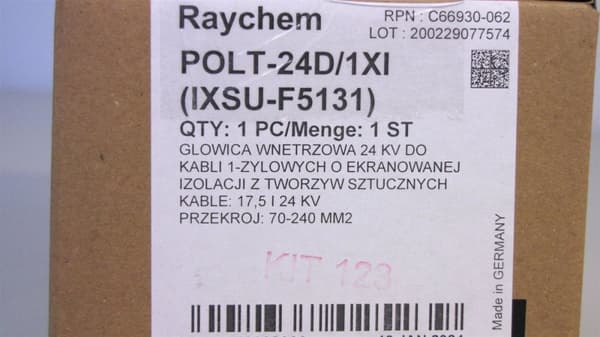 Raychem
RPN : C66930-062
LOT : 200229077574
POLT-24D/1XI
(IXSU-F5131)
QTY: 1 PC/Menge: 1 ST
GLOWICA WNETRZOWA 24 KV DO
KABLI 1-ZYLOWYCH O EKRANOWANEJ
IZOLACJI Z TWORZYW SZTUCZNYCH
KABLE: 17,5 I 24 KV
PRZEKROJ: 70-240 MM2
KIT 123
Made in GERMANY